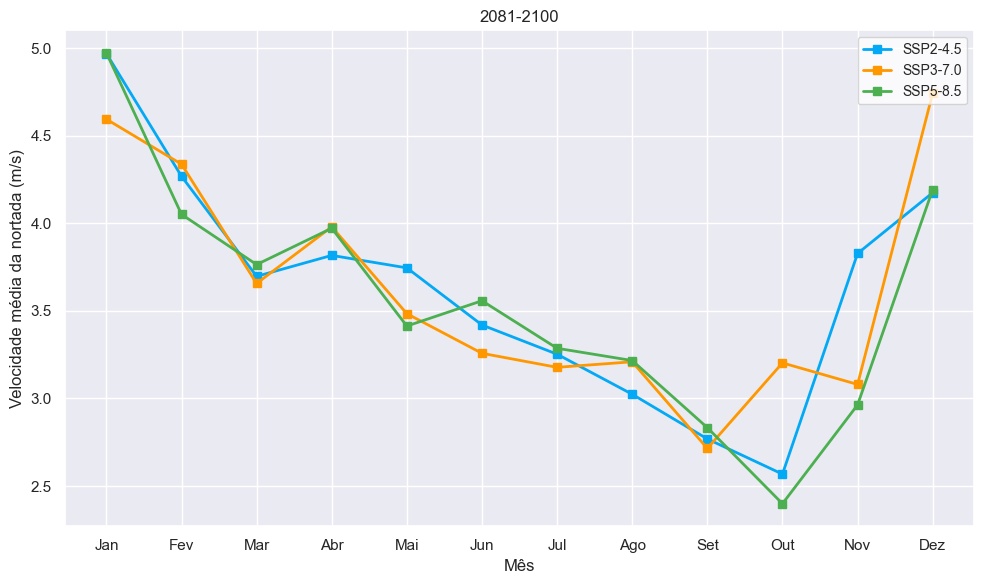 2081-2100
SSP2-4.5
SSP3-7.0
SSP5-8.5
Velocidade média da nortada (m/s)
5.0
4.5
4.0
3.5
3.0
2.5
Jan Fev Mar Abr Mai Jun Jul Ago Set Out Nov Dez
Mês